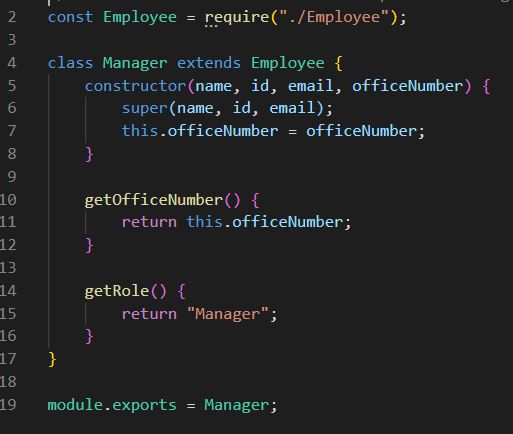 2 const Employee = require("./Employee");
3
4 class Manager extends Employee {
5     constructor(name, id, email, officeNumber) {
6         super(name, id, email);
7         this.officeNumber = officeNumber;
8     }
9
10     getOfficeNumber() {
11         return this.officeNumber;
12     }
13
14     getRole() {
15         return "Manager";
16     }
17 }
18
19 module.exports = Manager;